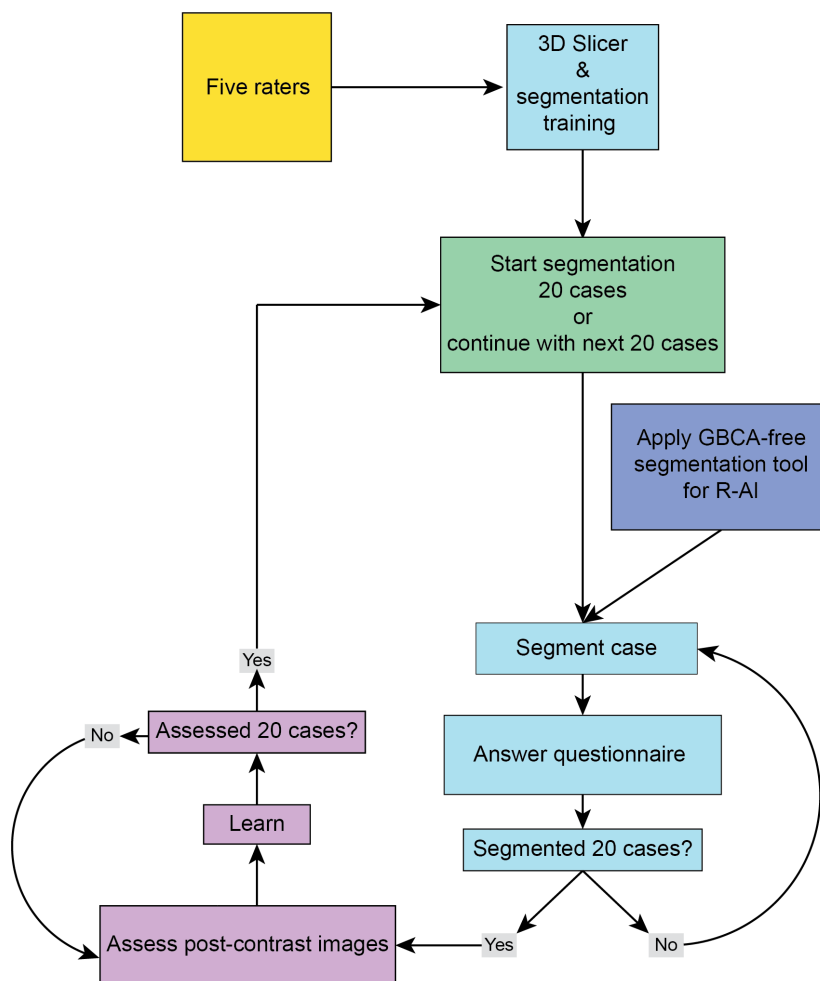 Five raters
3D Slicer
&
segmentation
training
Start segmentation
20 cases
or
continue with next 20 cases
Apply GBCA-free
segmentation tool
for R-AI
Segment case
Answer questionnaire
Segmented 20 cases?
Yes
No
Assess post-contrast images
Learn
Assessed 20 cases?
No
Yes